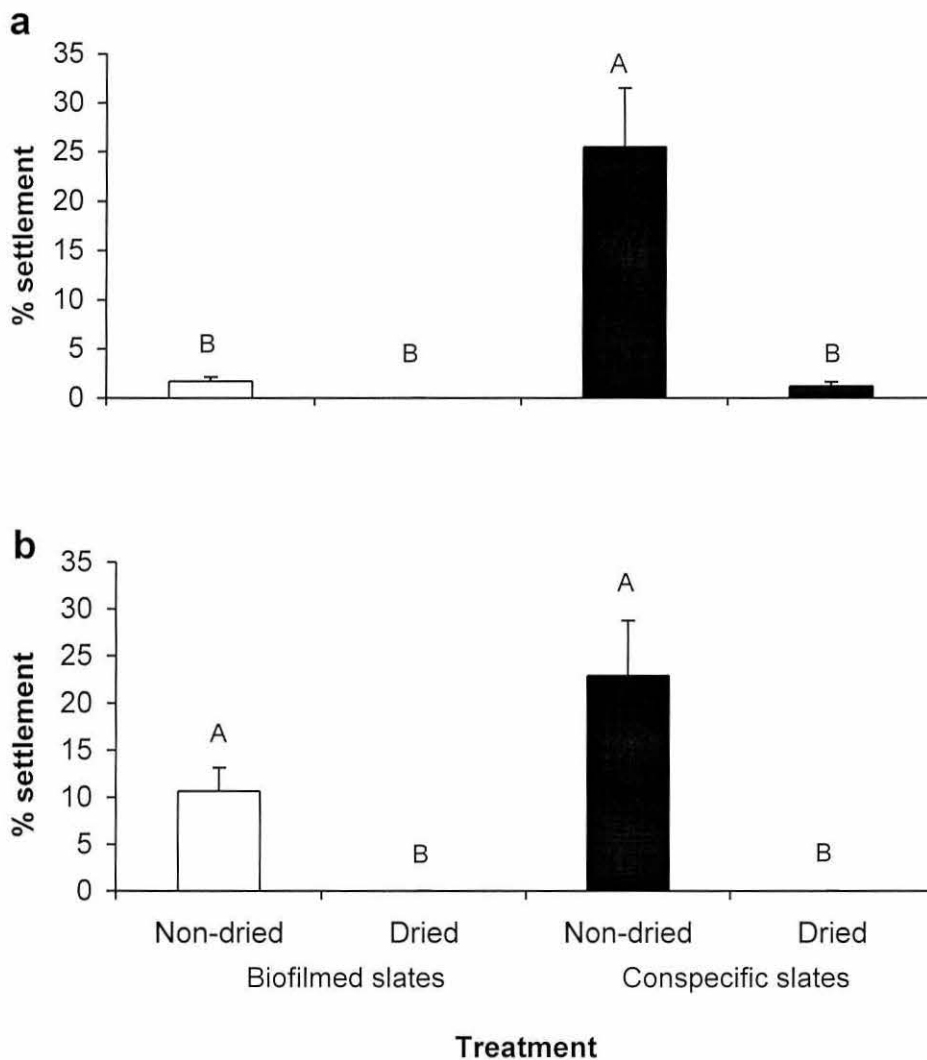 a
35
30
25
20
15
10
5
0
% settlement
B
B
A
B
b
35
30
25
20
15
10
5
0
% settlement
A
B
A
B
Non-dried Dried Non-dried Dried
Biofilmed slates Conspecific slates
Treatment